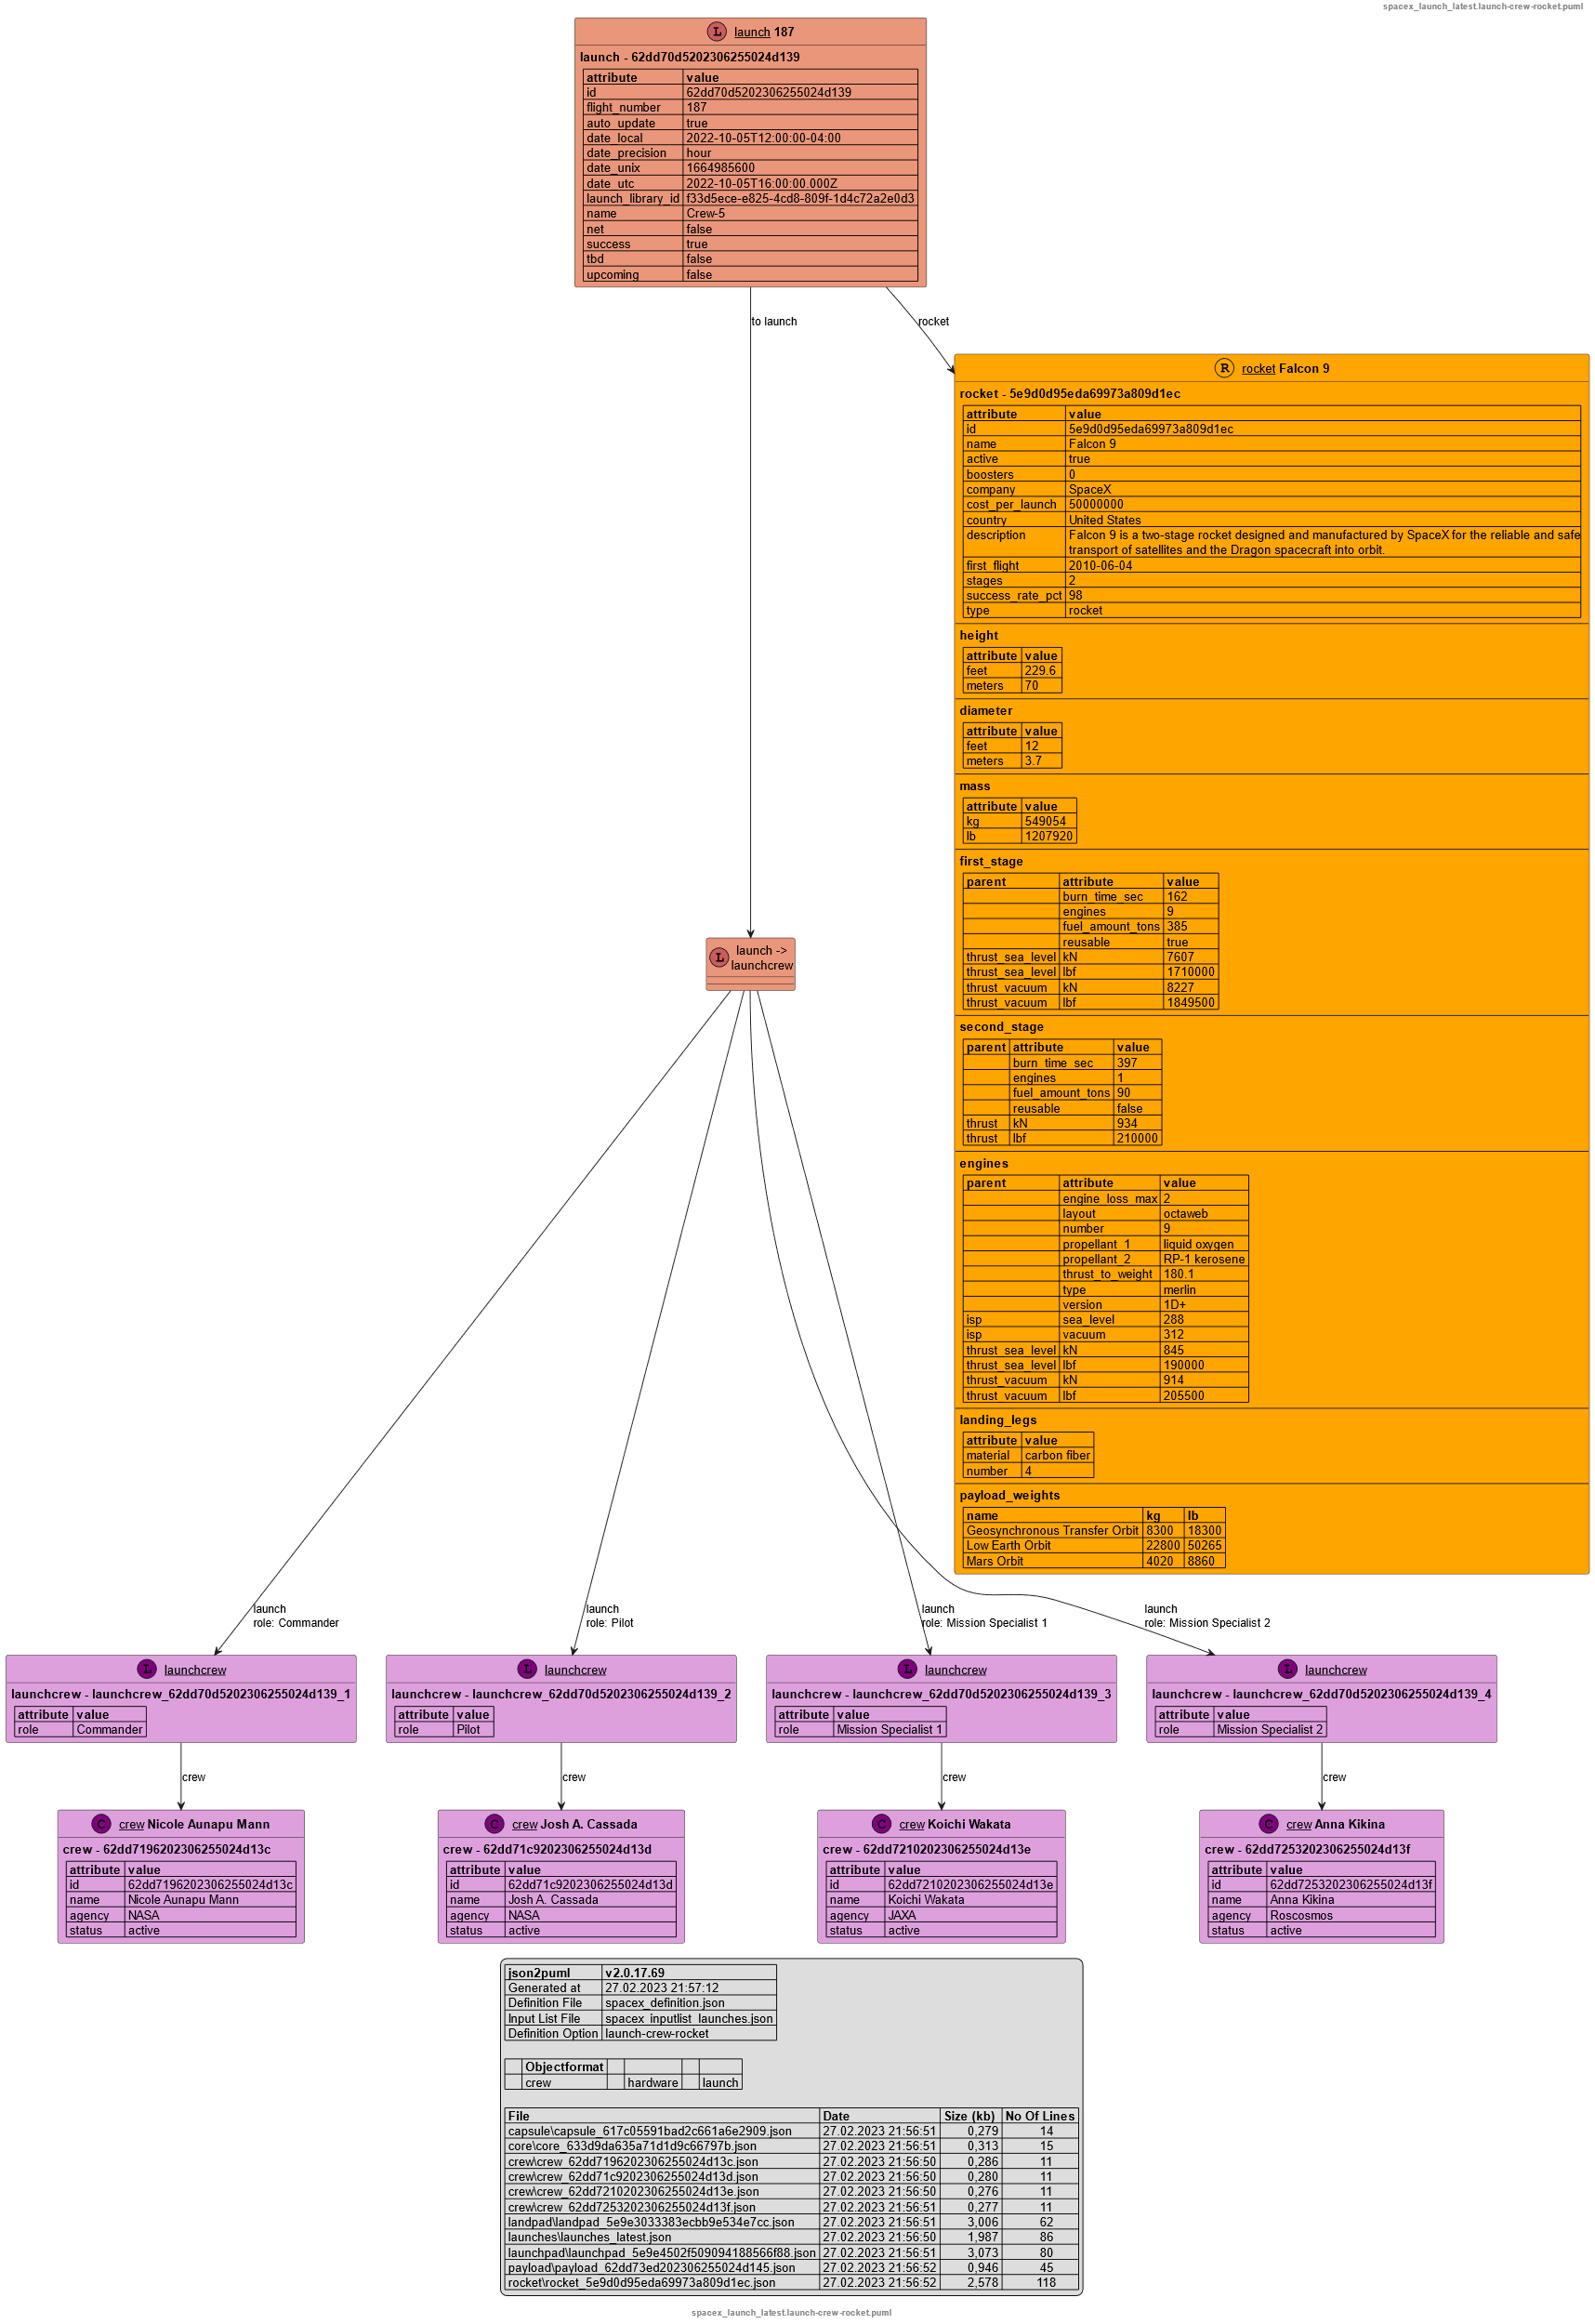 spacex_launch_latest.launch-crew-rocket.puml
L launch 187
launch - 62dd70d5202306255024d139
attribute value
id 62dd70d5202306255024d139
flight_number 187
auto_update true
date_local 2022-10-05T12:00:00-04:00
date_precision hour
date_unix 1664985600
date_utc 2022-10-05T16:00:00.000Z
launch_library_id f33d5ece-e825-4cd8-809f-1d4c72a2e0d3
name Crew-5
net false
success true
tbd false
upcoming false
to launch
rocket
R rocket Falcon 9
rocket - 5e9d0d95eda69973a809d1ec
attribute value
id 5e9d0d95eda69973a809d1ec
name Falcon 9
active true
boosters 0
company SpaceX
cost_per_launch 50000000
country United States
description Falcon 9 is a two-stage rocket designed and manufactured by SpaceX for the reliable and safe
transport of satellites and the Dragon spacecraft into orbit.
first_flight 2010-06-04
stages 2
success_rate_pct 98
type rocket
height
attribute value
feet 229.6
meters 70
diameter
attribute value
feet 12
meters 3.7
mass
attribute value
kg 549054
lb 1207920
first_stage
parent attribute value
burn_time_sec 162
engines 9
fuel_amount_tons 385
reusable true
thrust_sea_level kN 7607
thrust_sea_level lbf 1710000
thrust_vacuum kN 8227
thrust_vacuum lbf 1849500
L launch ->
launchcrew
second_stage
parent attribute value
burn_time_sec 397
engines 1
fuel_amount_tons 90
reusable false
thrust kN 934
thrust lbf 210000
engines
parent attribute value
engine_loss_max 2
layout octaweb
number 9
propellant_1 liquid oxygen
propellant_2 RP-1 kerosene
thrust_to_weight 180.1
type merlin
version 1D+
isp sea_level 288
isp vacuum 312
thrust_sea_level kN 845
thrust_sea_level lbf 190000
thrust_vacuum kN 914
thrust_vacuum lbf 205500
landing_legs
attribute value
material carbon fiber
number 4
payload_weights
name kg lb
Geosynchronous Transfer Orbit 8300 18300
Low Earth Orbit 22800 50265
Mars Orbit 4020 8860
launch
role: Commander
launch
role: Pilot
launch
role: Mission Specialist 1
launch
role: Mission Specialist 2
L launchcrew
launchcrew - launchcrew_62dd70d5202306255024d139_1
attribute value
role Commander
L launchcrew
launchcrew - launchcrew_62dd70d5202306255024d139_2
attribute value
role Pilot
L launchcrew
launchcrew - launchcrew_62dd70d5202306255024d139_3
attribute value
role Mission Specialist 1
L launchcrew
launchcrew - launchcrew_62dd70d5202306255024d139_4
attribute value
role Mission Specialist 2
crew
crew
crew
crew
C crew Nicole Aunapu Mann
crew - 62dd7196202306255024d13c
attribute value
id 62dd7196202306255024d13c
name Nicole Aunapu Mann
agency NASA
status active
C crew Josh A. Cassada
crew - 62dd71c9202306255024d13d
attribute value
id 62dd71c9202306255024d13d
name Josh A. Cassada
agency NASA
status active
C crew Koichi Wakata
crew - 62dd7210202306255024d13e
attribute value
id 62dd7210202306255024d13e
name Koichi Wakata
agency JAXA
status active
C crew Anna Kikina
crew - 62dd7253202306255024d13f
attribute value
id 62dd7253202306255024d13f
name Anna Kikina
agency Roscosmos
status active
json2puml v2.0.17.69
Generated at 27.02.2023 21:57:12
Definition File spacex_definition.json
Input List File spacex_inputlist_launches.json
Definition Option launch-crew-rocket
Objectformat
crew hardware launch
File Date Size (kb) No Of Lines
capsule\capsule_617c05591bad2c661a6e2909.json 27.02.2023 21:56:51 0,279 14
core\core_633d9da635a71d1d9c66797b.json 27.02.2023 21:56:51 0,313 15
crew\crew_62dd7196202306255024d13c.json 27.02.2023 21:56:50 0,286 11
crew\crew_62dd71c9202306255024d13d.json 27.02.2023 21:56:50 0,280 11
crew\crew_62dd7210202306255024d13e.json 27.02.2023 21:56:50 0,276 11
crew\crew_62dd7253202306255024d13f.json 27.02.2023 21:56:51 0,277 11
landpad\landpad_5e9e3033383ecbb9e534e7cc.json 27.02.2023 21:56:51 3,006 62
launches\launches_latest.json 27.02.2023 21:56:50 1,987 86
launchpad\launchpad_5e9e4502f509094188566f88.json 27.02.2023 21:56:51 3,073 80
payload\payload_62dd73ed202306255024d145.json 27.02.2023 21:56:52 0,946 45
rocket\rocket_5e9d0d95eda69973a809d1ec.json 27.02.2023 21:56:52 2,578 118
spacex_launch_latest.launch-crew-rocket.puml